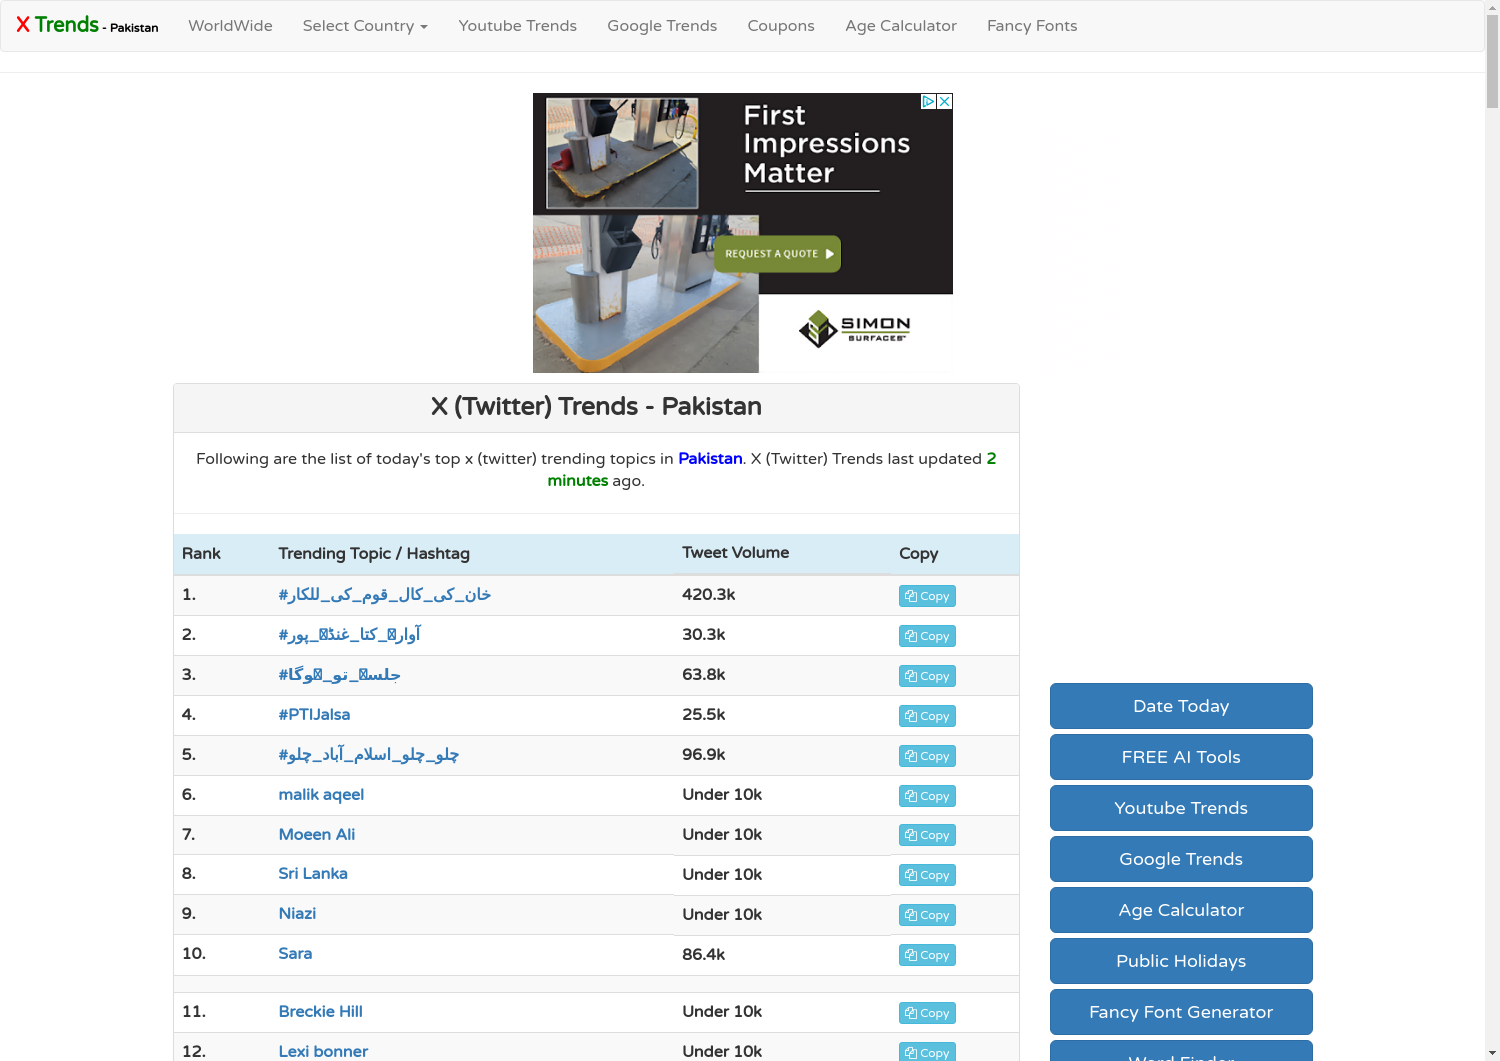 X Trends - Pakistan
WorldWide
Select Country
Youtube Trends
Google Trends
Coupons
Age Calculator
Fancy Fonts
First
Impressions
Matter
REQUEST A QUOTE
SIMON
SURFACES
X (Twitter) Trends - Pakistan
Following are the list of today's top x (twitter) trending topics in Pakistan. X (Twitter) Trends last updated 2
minutes ago.
Rank Trending Topic / Hashtag Tweet Volume Copy
1. #خان_کی_کال_قوم_کی_للکار 420.3k Copy
2. 30.3k Copy
3. 63.8k Copy
4. #PTIJalsa 25.5k Copy
5. #چلو_چلو_اسلام_آباد_چلو 96.9k Copy
6. malik aqeel Under 10k Copy
7. Moeen Ali Under 10k Copy
8. Sri Lanka Under 10k Copy
9. Niazi Under 10k Copy
10. Sara 86.4k Copy
11. Breckie Hill Under 10k Copy
12. Lexi bonner Under 10k Copy
Date Today
FREE AI Tools
Youtube Trends
Google Trends
Age Calculator
Public Holidays
Fancy Font Generator
Word Finder